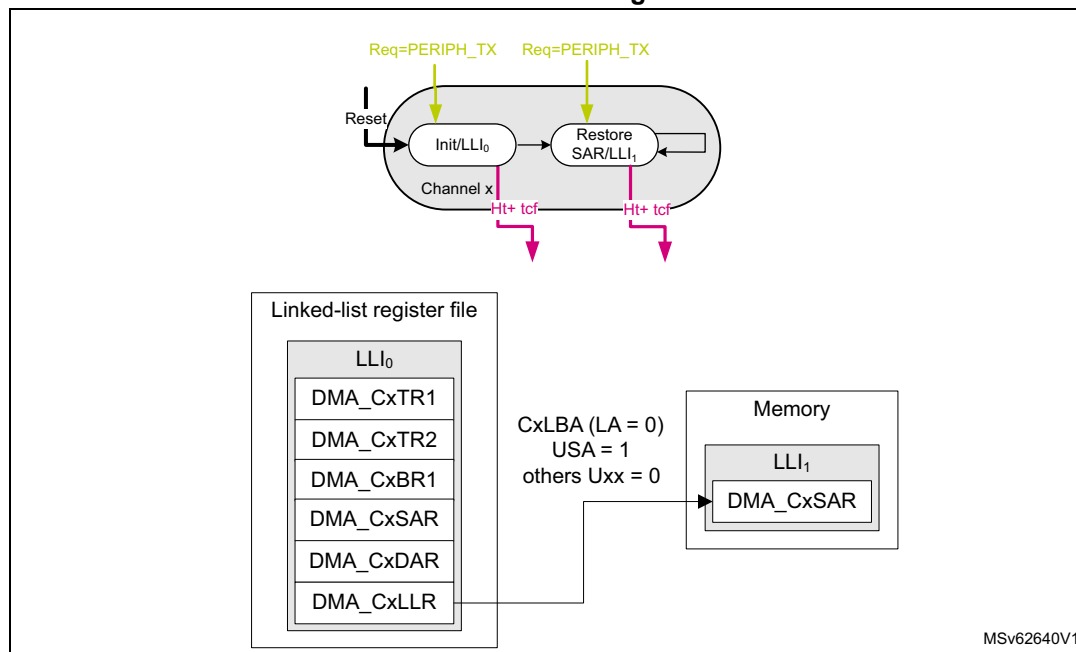 Req=PERIPH_TX Req=PERIPH_TX
Reset
Init/LLI₀
Restore
SAR/LLI₁
Channel x
Ht+ tcf Ht+ tcf
Linked-list register file
LLI₀
DMA_CxTR1
DMA_CxTR2
DMA_CxBR1
DMA_CxSAR
DMA_CxDAR
DMA_CxLLR
CxLBA (LA = 0)
USA = 1
others Uxx = 0
Memory
LLI₁
DMA_CxSAR
MSv62640V1